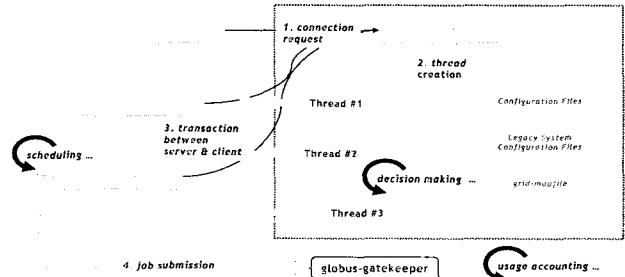 1. connection
request
2. thread
creation
Thread #1
Configuration Files
3. transaction
between
server & client
Legacy System
Configuration Files
scheduling ...
Thread #2
decision making ...
grid-mapfile
Thread #3
4. job submission
globus-gatekeeper
usage accounting ...